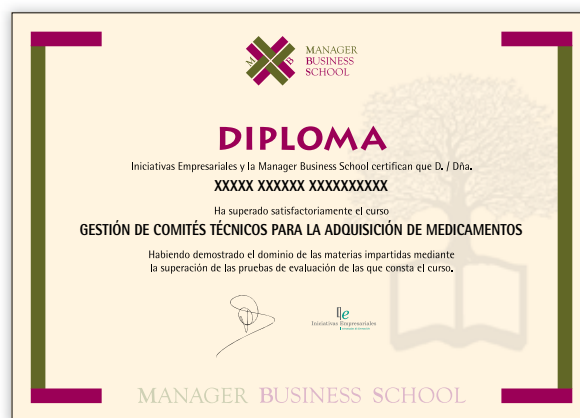 M B
MANAGER
BUSINESS
SCHOOL
DIPLOMA
Iniciativas Empresariales y la Manager Business School certifican que D. / Dña.
XXXXX XXXXXX XXXXXXXXXX
Ha superado satisfactoriamente el curso
GESTIÓN DE COMITÉS TÉCNICOS PARA LA ADQUISICIÓN DE MEDICAMENTOS
Habiendo demostrado el dominio de las materias impartidas mediante
la superación de las pruebas de evaluación de las que consta el curso.
Ie
Iniciativas Empresariales
MANAGER BUSINESS SCHOOL